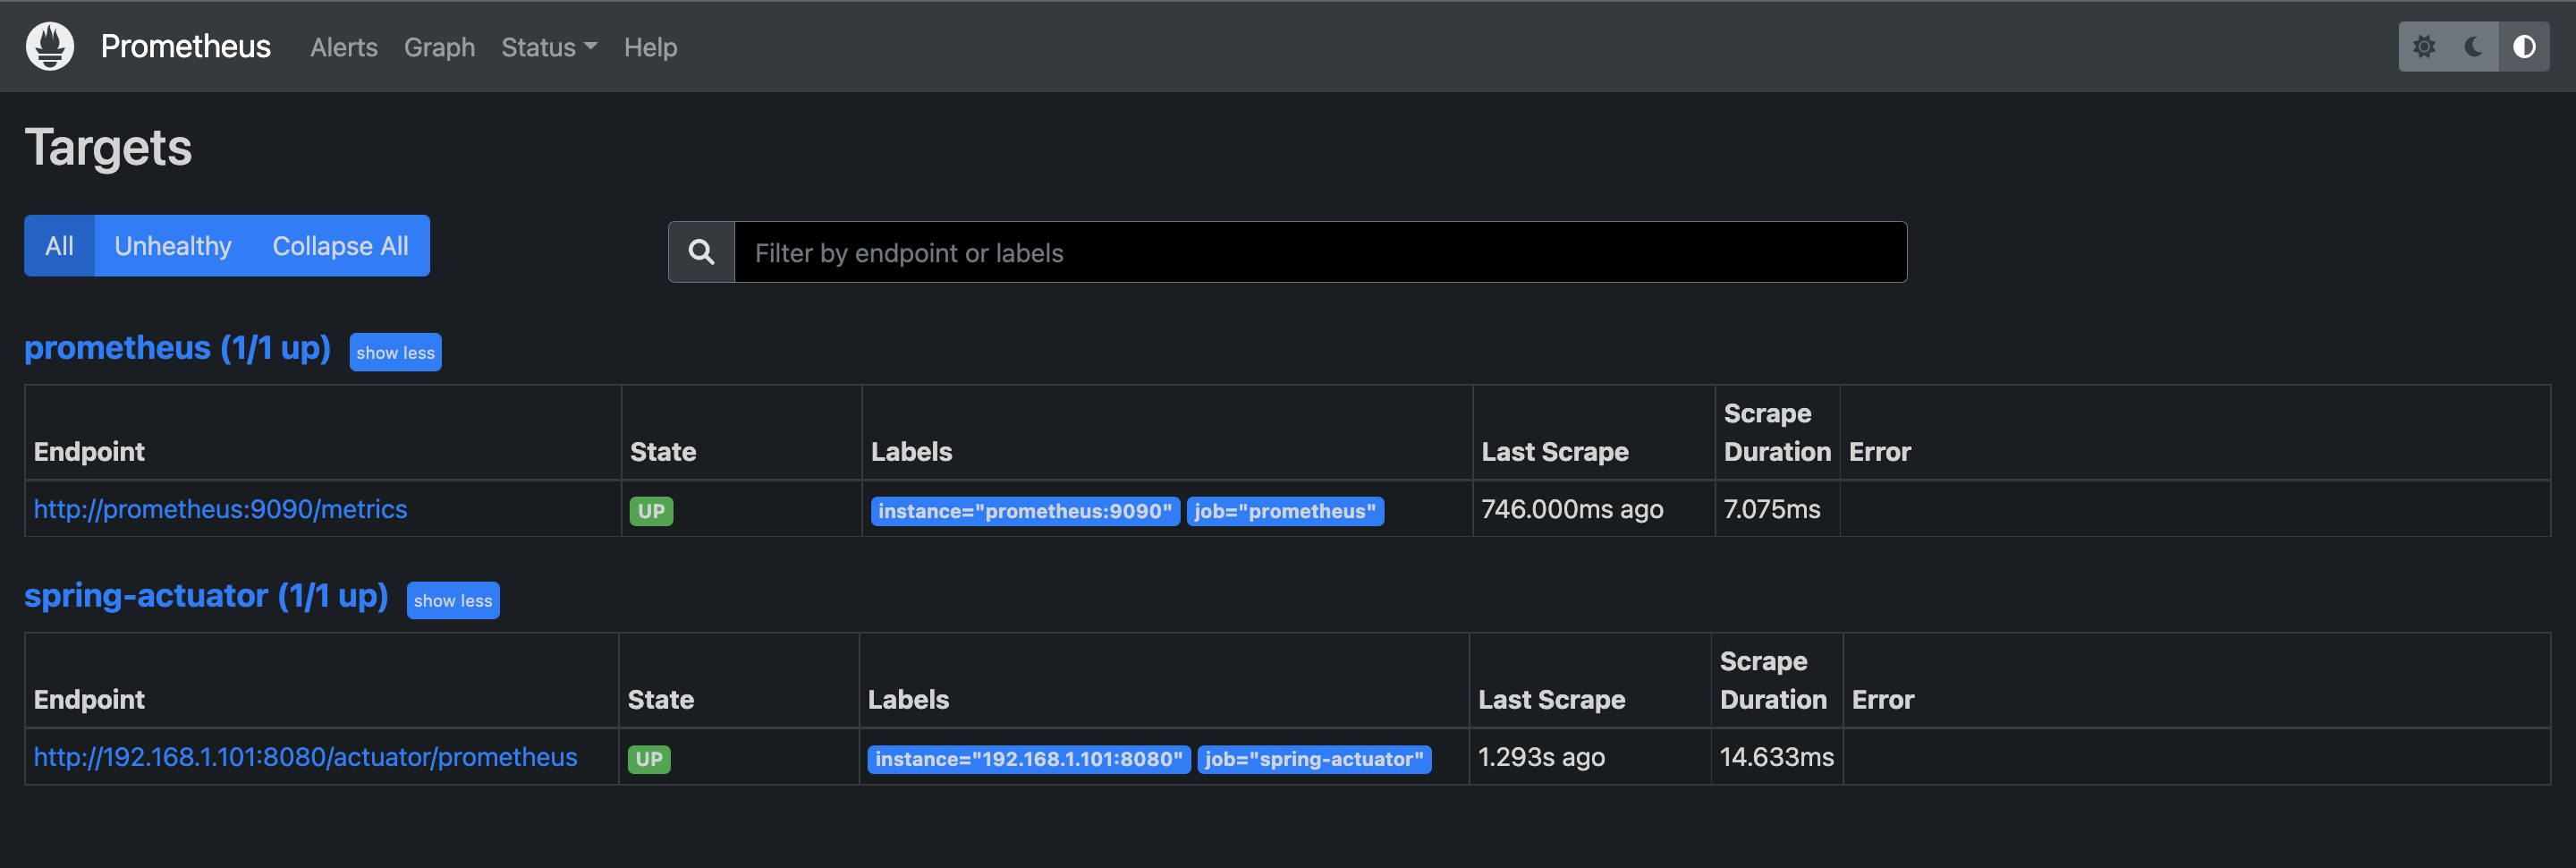 Prometheus Alerts Graph Status Help
Targets
All Unhealthy Collapse All
Filter by endpoint or labels
prometheus (1/1 up) show less
Endpoint State Labels Last Scrape Scrape Duration Error
http://prometheus:9090/metrics UP instance="prometheus:9090" job="prometheus" 746.000ms ago 7.075ms
spring-actuator (1/1 up) show less
Endpoint State Labels Last Scrape Scrape Duration Error
http://192.168.1.101:8080/actuator/prometheus UP instance="192.168.1.101:8080" job="spring-actuator" 1.293s ago 14.633ms